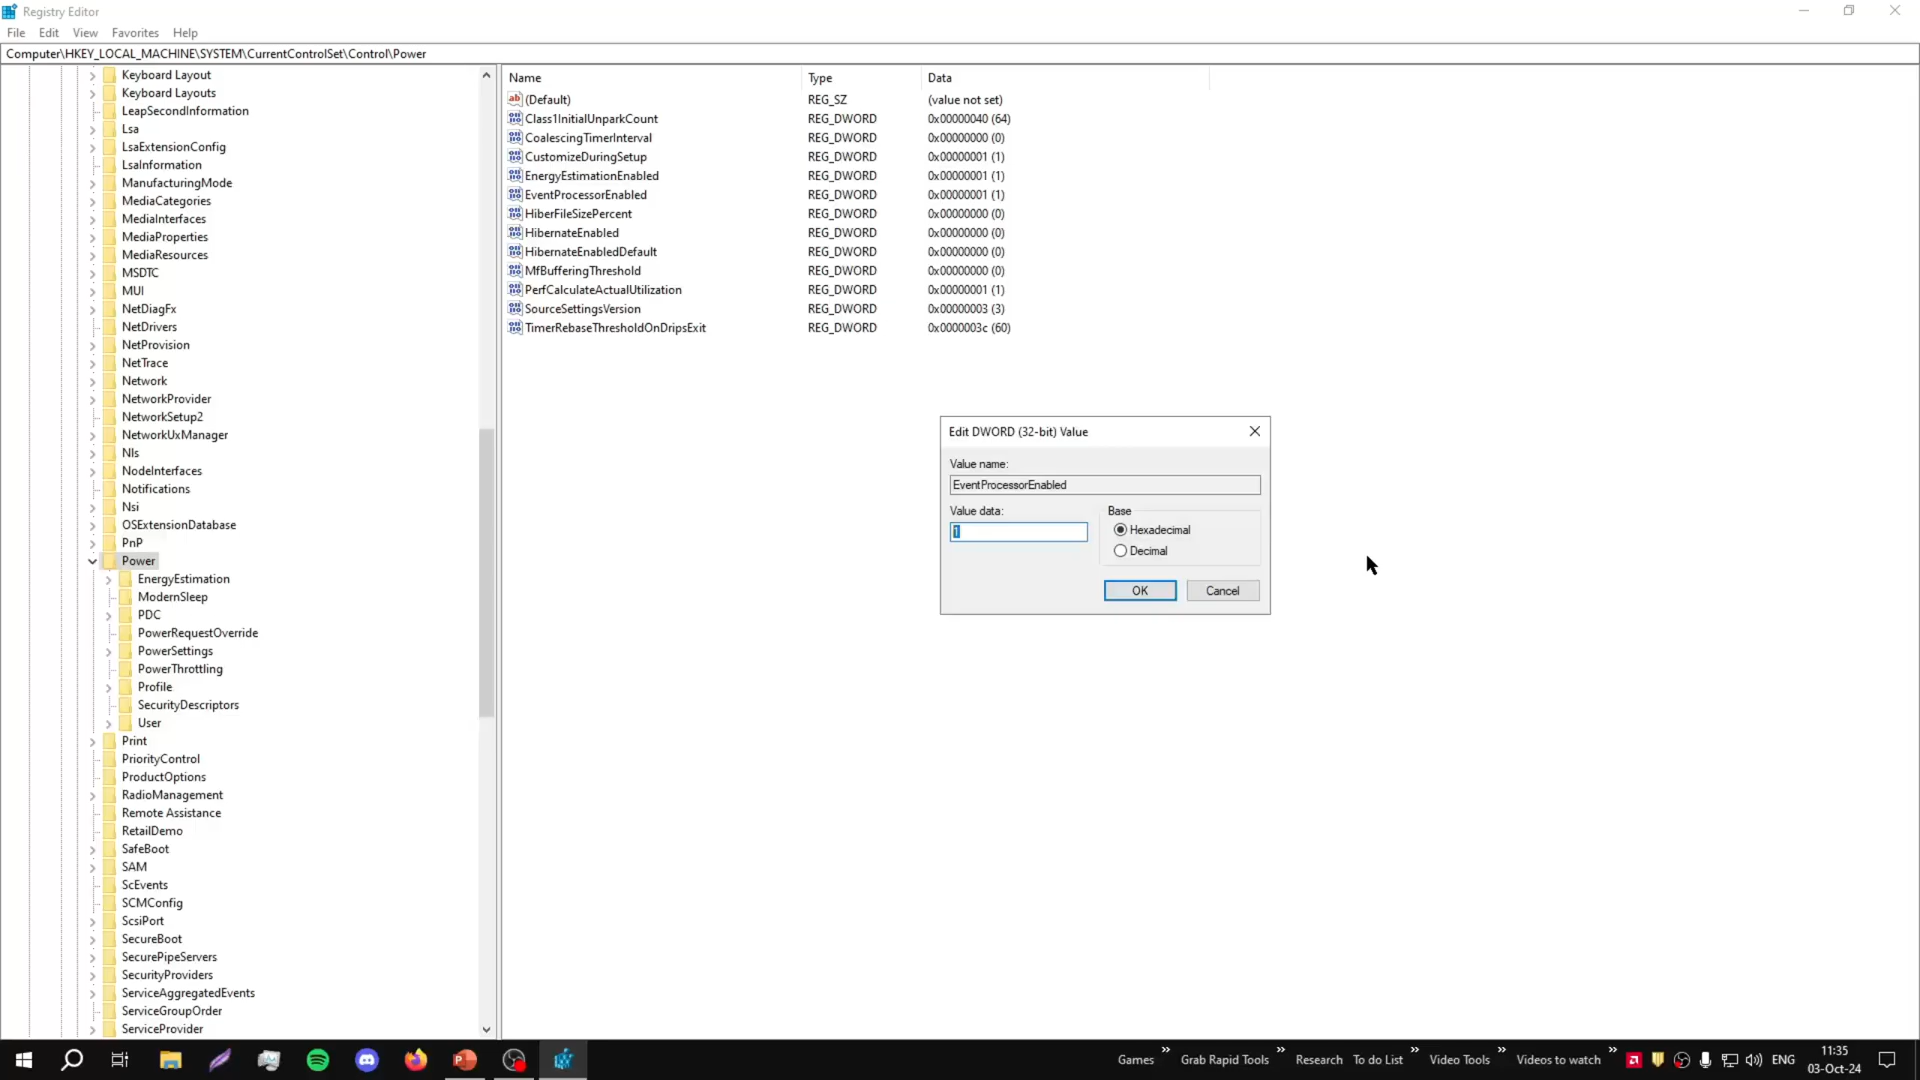 Registry Editor
File Edit View Favorites Help
Computer\HKEY_LOCAL_MACHINE\SYSTEM\CurrentControlSet\Control\Power
Keyboard Layout
Keyboard Layouts
LeapSecondInformation
Lsa
LsaExtensionConfig
LsaInformation
ManufacturingMode
MediaCategories
MediaInterfaces
MediaProperties
MediaResources
MSDTC
MUI
NetDiagFx
NetDrivers
NetProvision
NetTrace
Network
NetworkProvider
NetworkSetup2
NetworkUxManager
Nls
NodeInterfaces
Notifications
Nsi
OSExtensionDatabase
PnP
Power
EnergyEstimation
ModernSleep
PDC
PowerRequestOverride
PowerSettings
PowerThrottling
Profile
SecurityDescriptors
User
Print
PriorityControl
ProductOptions
RadioManagement
Remote Assistance
RetailDemo
SafeBoot
SAM
ScEvents
SCMConfig
ScsiPort
SecureBoot
SecurePipeServers
SecurityProviders
ServiceAggregatedEvents
ServiceGroupOrder
ServiceProvider
Name Type Data
(Default) REG_SZ (value not set)
Class1InitialUnparkCount REG_DWORD 0x00000040 (64)
CoalescingTimerInterval REG_DWORD 0x00000000 (0)
CustomizeDuringSetup REG_DWORD 0x00000001 (1)
EnergyEstimationEnabled REG_DWORD 0x00000001 (1)
EventProcessorEnabled REG_DWORD 0x00000001 (1)
HiberFileSizePercent REG_DWORD 0x00000000 (0)
HibernateEnabled REG_DWORD 0x00000000 (0)
HibernateEnabledDefault REG_DWORD 0x00000000 (0)
MfBufferingThreshold REG_DWORD 0x00000000 (0)
PerfCalculateActualUtilization REG_DWORD 0x00000001 (1)
SourceSettingsVersion REG_DWORD 0x00000003 (3)
TimerRebaseThresholdOnDripsExit REG_DWORD 0x0000003c (60)
Edit DWORD (32-bit) Value
Value name:
EventProcessorEnabled
Value data:
1
Base
Hexadecimal
Decimal
OK Cancel
Games » Grab Rapid Tools » Research To do List » Video Tools » Videos to watch » ENG
11:35
03-Oct-24